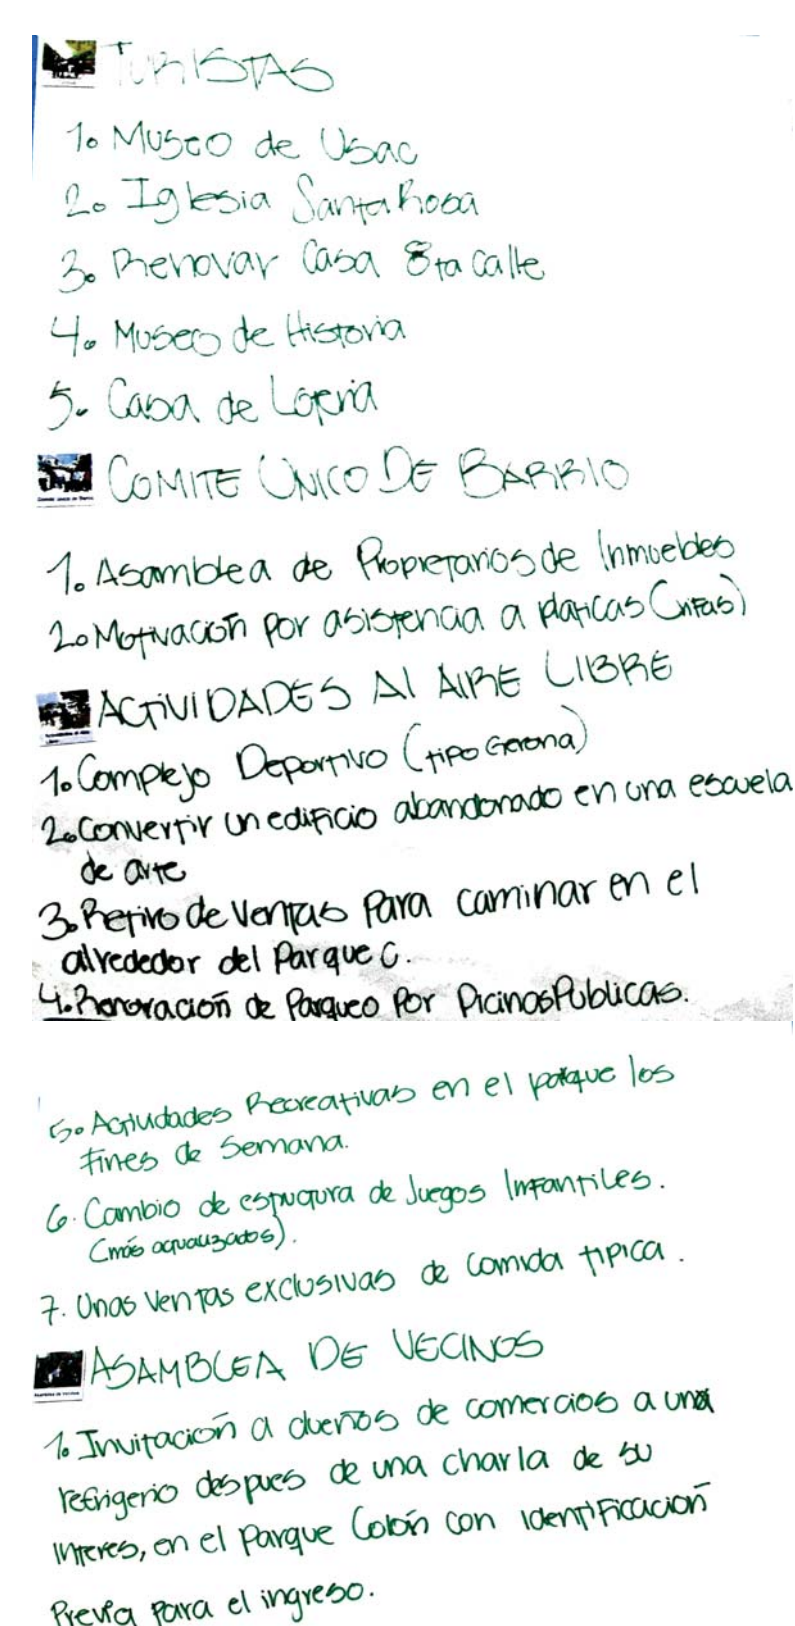 TURISTAS
1. Museo de Usac
2. Iglesia Santa Rosa
3. Renovar Casa 8ta calle
4. Museo de Historia
5. Casa de
COMITE UNICO DE BARRIO
1. Asamblea de Propietarios de Inmuebles
2. Motivación por asistencia a platicas (rifas)
ACTIVIDADES Al AIRE LIBRE
1. Complejo Deportivo (tipo Gerona)
2. Convertir un edificio abandonado en una escuela
de arte
3. Retiro de Ventas Para caminar en el
alrededor del Parque C.
4. Renovación de Parqueo Por Picinas Publicas.
5. Actividades Recreativas en el parque los
fines de Semana.
6. Cambio de de Juegos Infantiles.
(más actualizados).
7. Unas Ventas exclusivas de comida tipica.
ASAMBLEA DE VECINOS
Asamblea de Vecinos
1. Invitación a dueños de comercios a una
refrigerio despues de una charla de su
interes, en el Parque Colón con identificación
Previa para el ingreso.